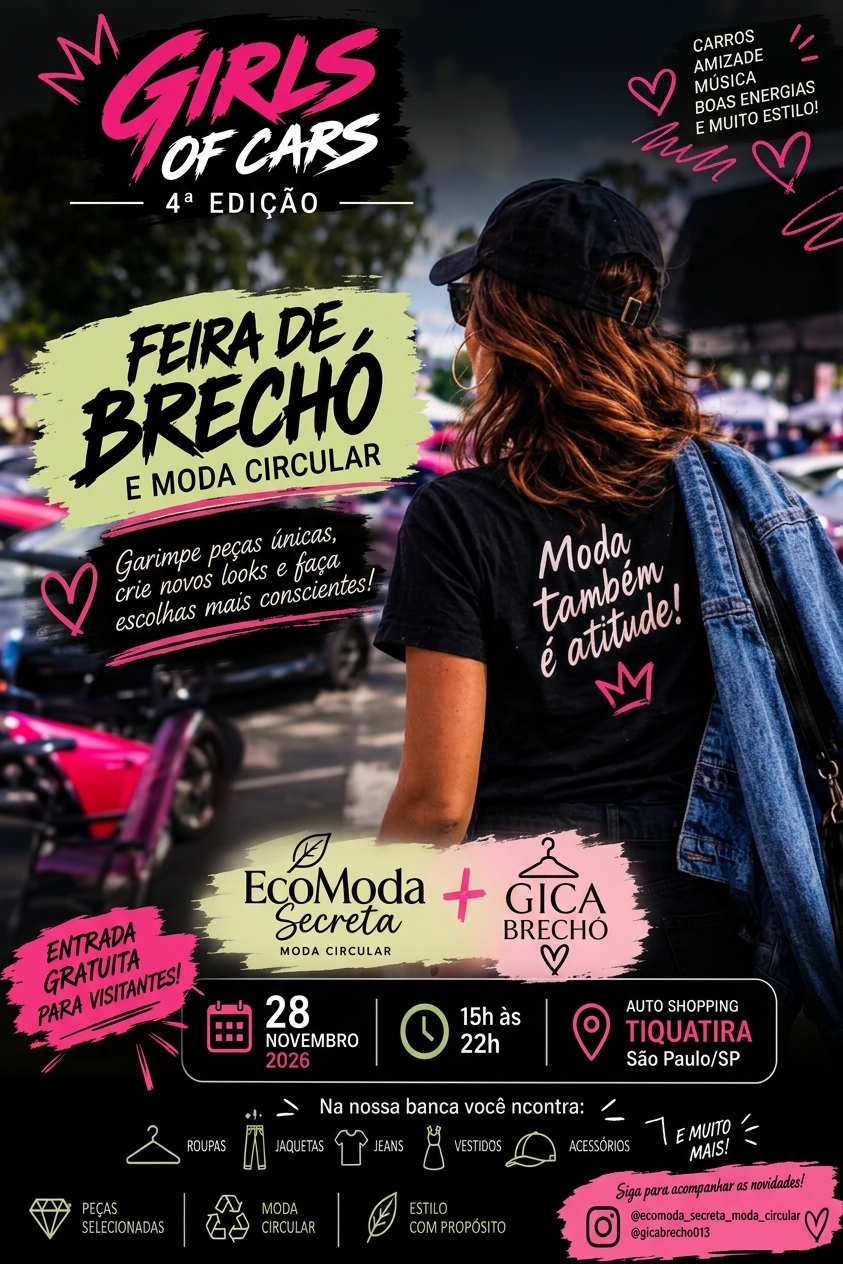 GIRLS
OF CARS
4ª EDIÇÃO
CARROS
AMIZADE
MÚSICA
BOAS ENERGIAS
E MUITO ESTILO!
FEIRA DE
BRECHÓ
E MODA CIRCULAR
Garimpe peças únicas,
crie novos looks e faça
escolhas mais conscientes!
Moda
também
é atitude!
EcoModa
Secreta
MODA CIRCULAR
+
GICA
BRECHÓ
ENTRADA
GRATUITA
PARA VISITANTES!
28
NOVEMBRO
2026
15h às
22h
AUTO SHOPPING
TIQUATIRA
São Paulo/SP
Na nossa banca você ncontra:
ROUPAS
JAQUETAS
JEANS
VESTIDOS
ACESSÓRIOS
E MUITO
MAIS!
PEÇAS
SELECIONADAS
MODA
CIRCULAR
ESTILO
COM PROPÓSITO
Siga para acompanhar as novidades!
@ecomoda_secreta_moda_circular
@gicabrecho013